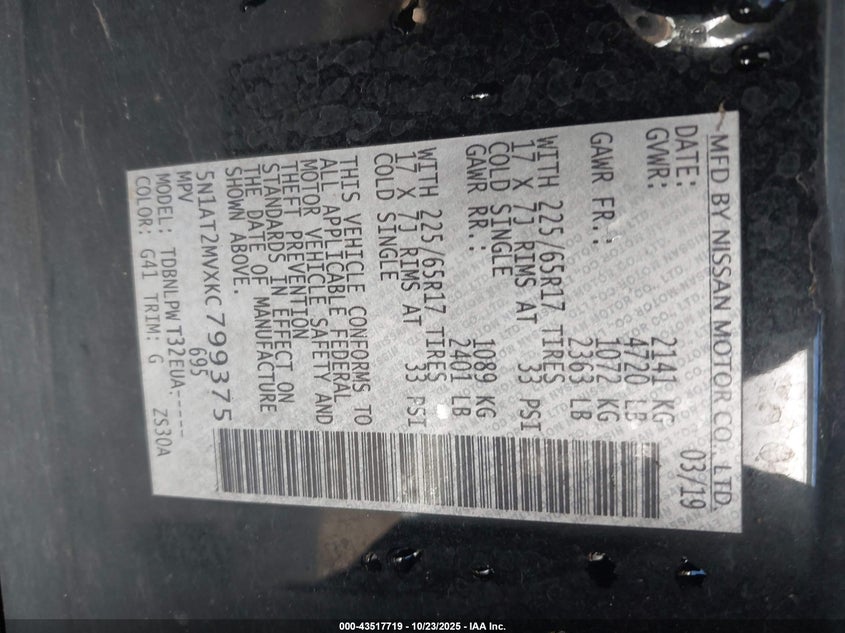 MFD BY NISSAN MOTOR CO., LTD.
DATE: 03/19
GVWR: 2141 KG
4720 LB
GAWR FR.: 1072 KG
2363 LB
WITH 225/65R17 TIRES
17 X 7J RIMS AT 33 PSI
COLD SINGLE
GAWR RR.: 1089 KG
2401 LB
WITH 225/65R17 TIRES
17 X 7J RIMS AT 33 PSI
COLD SINGLE
THIS VEHICLE CONFORMS TO
ALL APPLICABLE FEDERAL
MOTOR VEHICLE SAFETY AND
THEFT PREVENTION
STANDARDS IN EFFECT ON
THE DATE OF MANUFACTURE
SHOWN ABOVE.
5N1AT2MVXKC799375
MPV 695
MODEL: TDBNLPWT32EUA-----
COLOR: G41 TRIM: G ZS30A
000-43517719 - 10/23/2025 - IAA Inc.